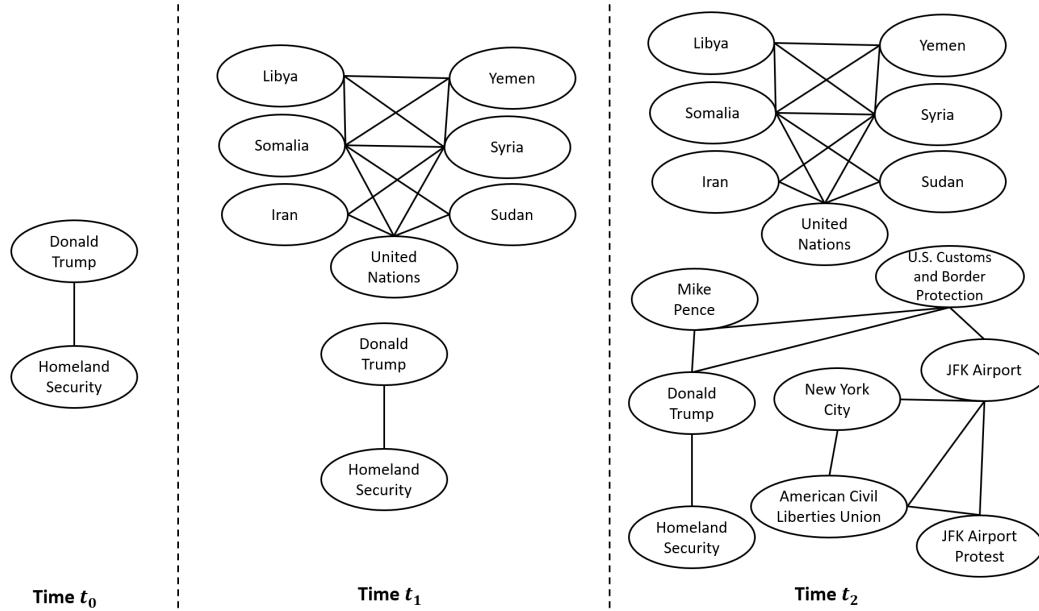 Donald
Trump
Homeland
Security
Time t₀
Libya
Yemen
Somalia
Syria
Iran
Sudan
United
Nations
Donald
Trump
Homeland
Security
Time t₁
Libya
Yemen
Somalia
Syria
Iran
Sudan
United
Nations
U.S. Customs
and Border
Protection
Mike
Pence
JFK Airport
Donald
Trump
New York
City
American Civil
Liberties Union
Homeland
Security
JFK Airport
Protest
Time t₂